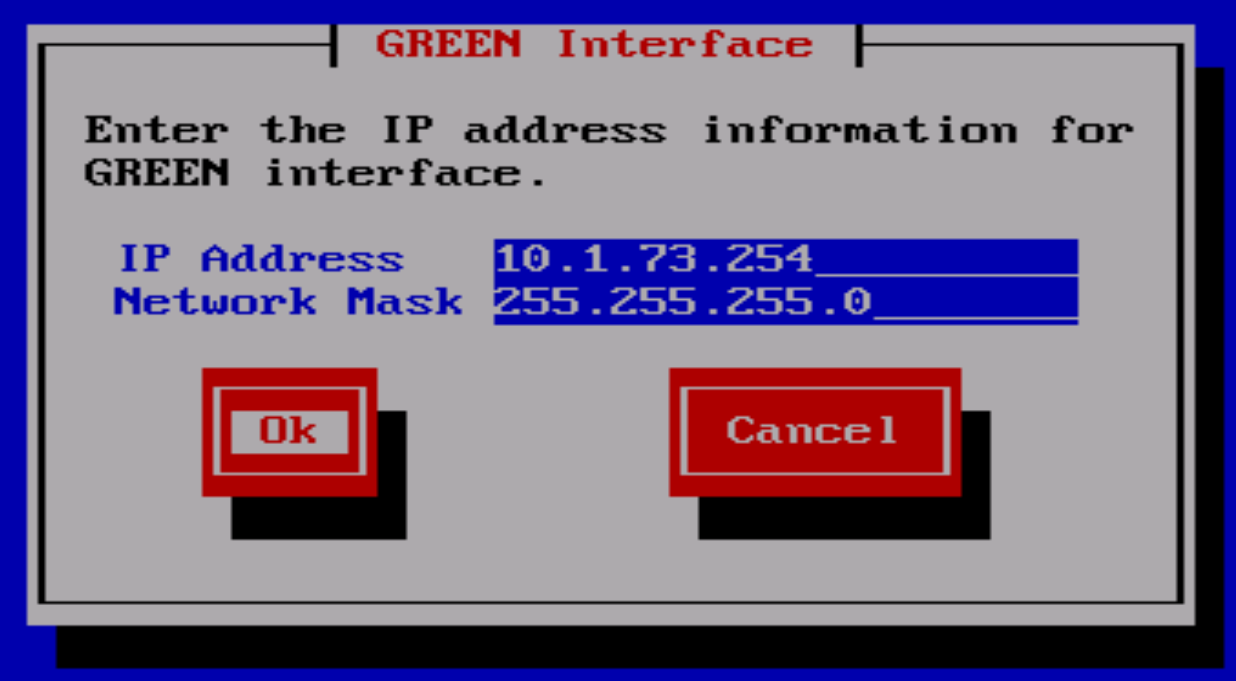 GREEN Interface
Enter the IP address information for
GREEN interface.
IP Address 10.1.73.254
Network Mask 255.255.255.0
Ok Cancel